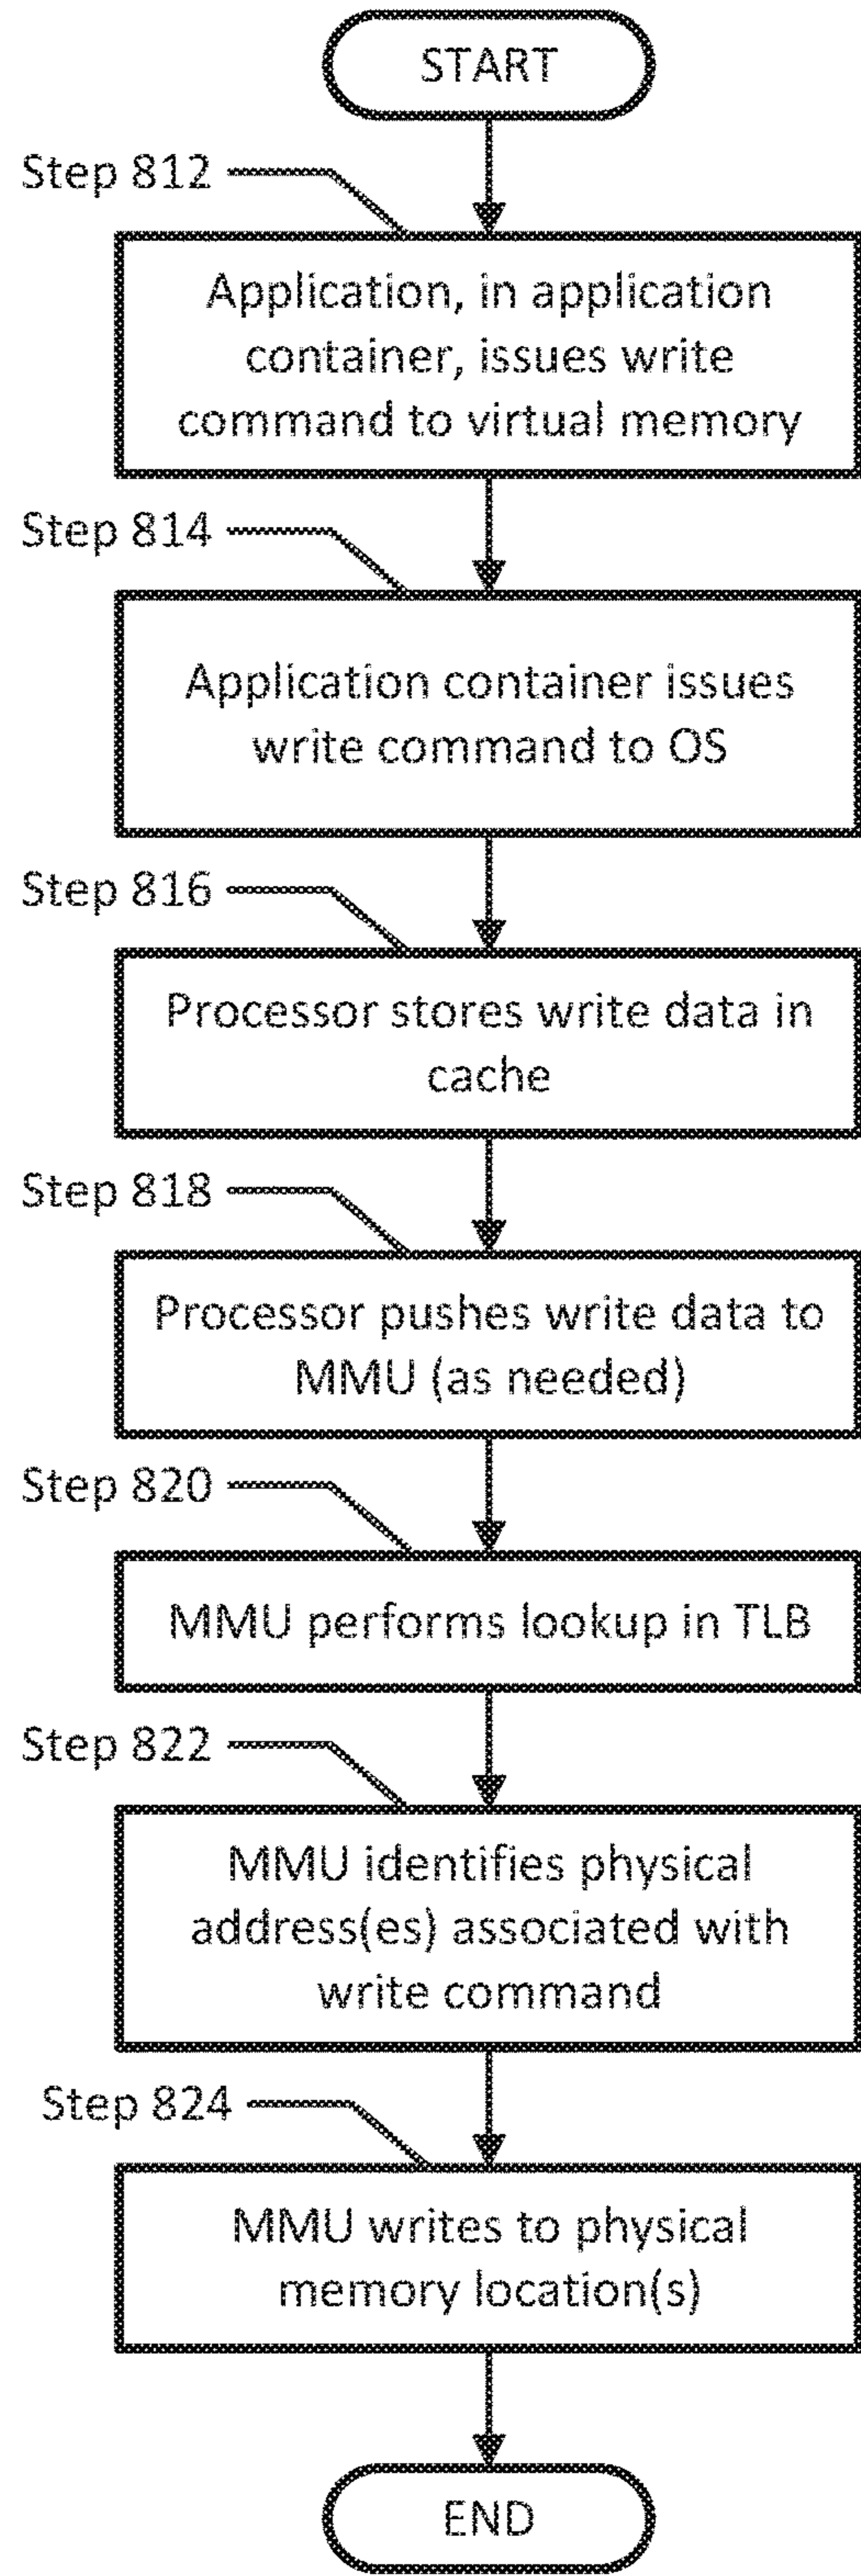 START
Step 812
Application, in application
container, issues write
command to virtual memory
Step 814
Application container issues
write command to OS
Step 816
Processor stores write data in
cache
Step 818
Processor pushes write data to
MMU (as needed)
Step 820
MMU performs lookup in TLB
Step 822
MMU identifies physical
address(es) associated with
write command
Step 824
MMU writes to physical
memory location(s)
END